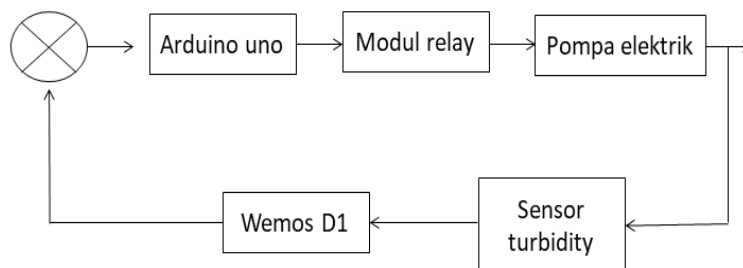 Arduino uno
Modul relay
Pompa elektrik
Wemos D1
Sensor
turbidity